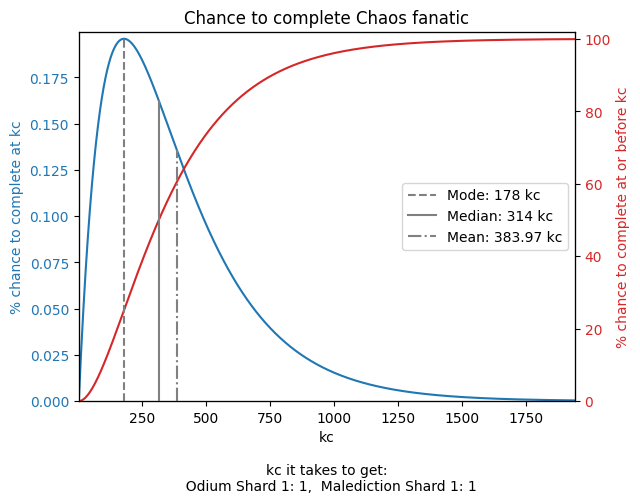 Chance to complete Chaos fanatic
% chance to complete at kc
0.175
0.150
0.125
0.100
0.075
0.050
0.025
0.000
Mode: 178 kc
Median: 314 kc
Mean: 383.97 kc
100
80
60
40
20
0
% chance to complete at or before kc
250 500 750 1000 1250 1500 1750
kc
kc it takes to get:
Odium Shard 1: 1, Malediction Shard 1: 1